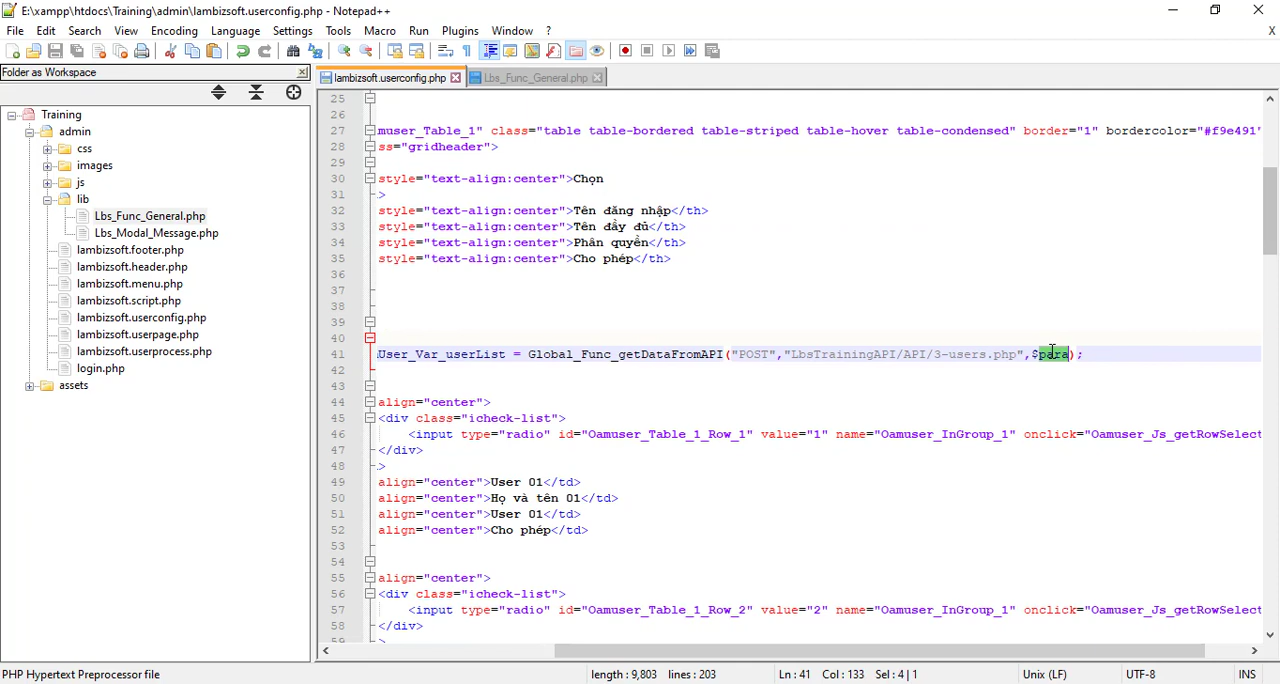 E:\xampp\htdocs\Training\admin\lambizsoft.userconfig.php - Notepad++
File Edit Search View Encoding Language Settings Tools Macro Run Plugins Window ? X
Folder as Workspace
lambizsoft.userconfig.php Lbs_Func_General.php
Training
admin
css
images
js
lib
Lbs_Func_General.php
Lbs_Modal_Message.php
lambizsoft.footer.php
lambizsoft.header.php
lambizsoft.menu.php
lambizsoft.script.php
lambizsoft.userconfig.php
lambizsoft.userpage.php
lambizsoft.userprocess.php
login.php
assets
25
26
27 muser_Table_1" class="table table-bordered table-striped table-hover table-condensed" border="1" bordercolor="#f9e491"
28 ss="gridheader">
29
30 style="text-align:center">Chọn
31 >
32 style="text-align:center">Tên đăng nhập</th>
33 style="text-align:center">Tên đầy đủ</th>
34 style="text-align:center">Phân quyền</th>
35 style="text-align:center">Cho phép</th>
36
37
38
39
40
41 User_Var_userList = Global_Func_getDataFromAPI("POST","LbsTrainingAPI/API/3-users.php",$para);
42
43
44 align="center">
45 <div class="icheck-list">
46 <input type="radio" id="Oamuser_Table_1_Row_1" value="1" name="Oamuser_InGroup_1" onclick="Oamuser_Js_getRowSelect
47 </div>
48 >
49 align="center">User 01</td>
50 align="center">Họ và tên 01</td>
51 align="center">User 01</td>
52 align="center">Cho phép</td>
53
54
55 align="center">
56 <div class="icheck-list">
57 <input type="radio" id="Oamuser_Table_1_Row_2" value="2" name="Oamuser_InGroup_1" onclick="Oamuser_Js_getRowSelect
58 </div>
59 >
PHP Hypertext Preprocessor file length : 9,803 lines : 203 Ln : 41 Col : 133 Sel : 4 | 1 Unix (LF) UTF-8 INS